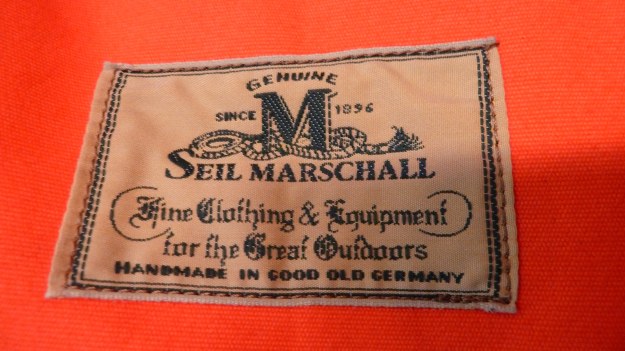 GENUINE
SINCE M 1896
SEIL MARSCHALL
Fine Clothing & Equipment
for the Great Outdoors
HANDMADE IN GOOD OLD GERMANY